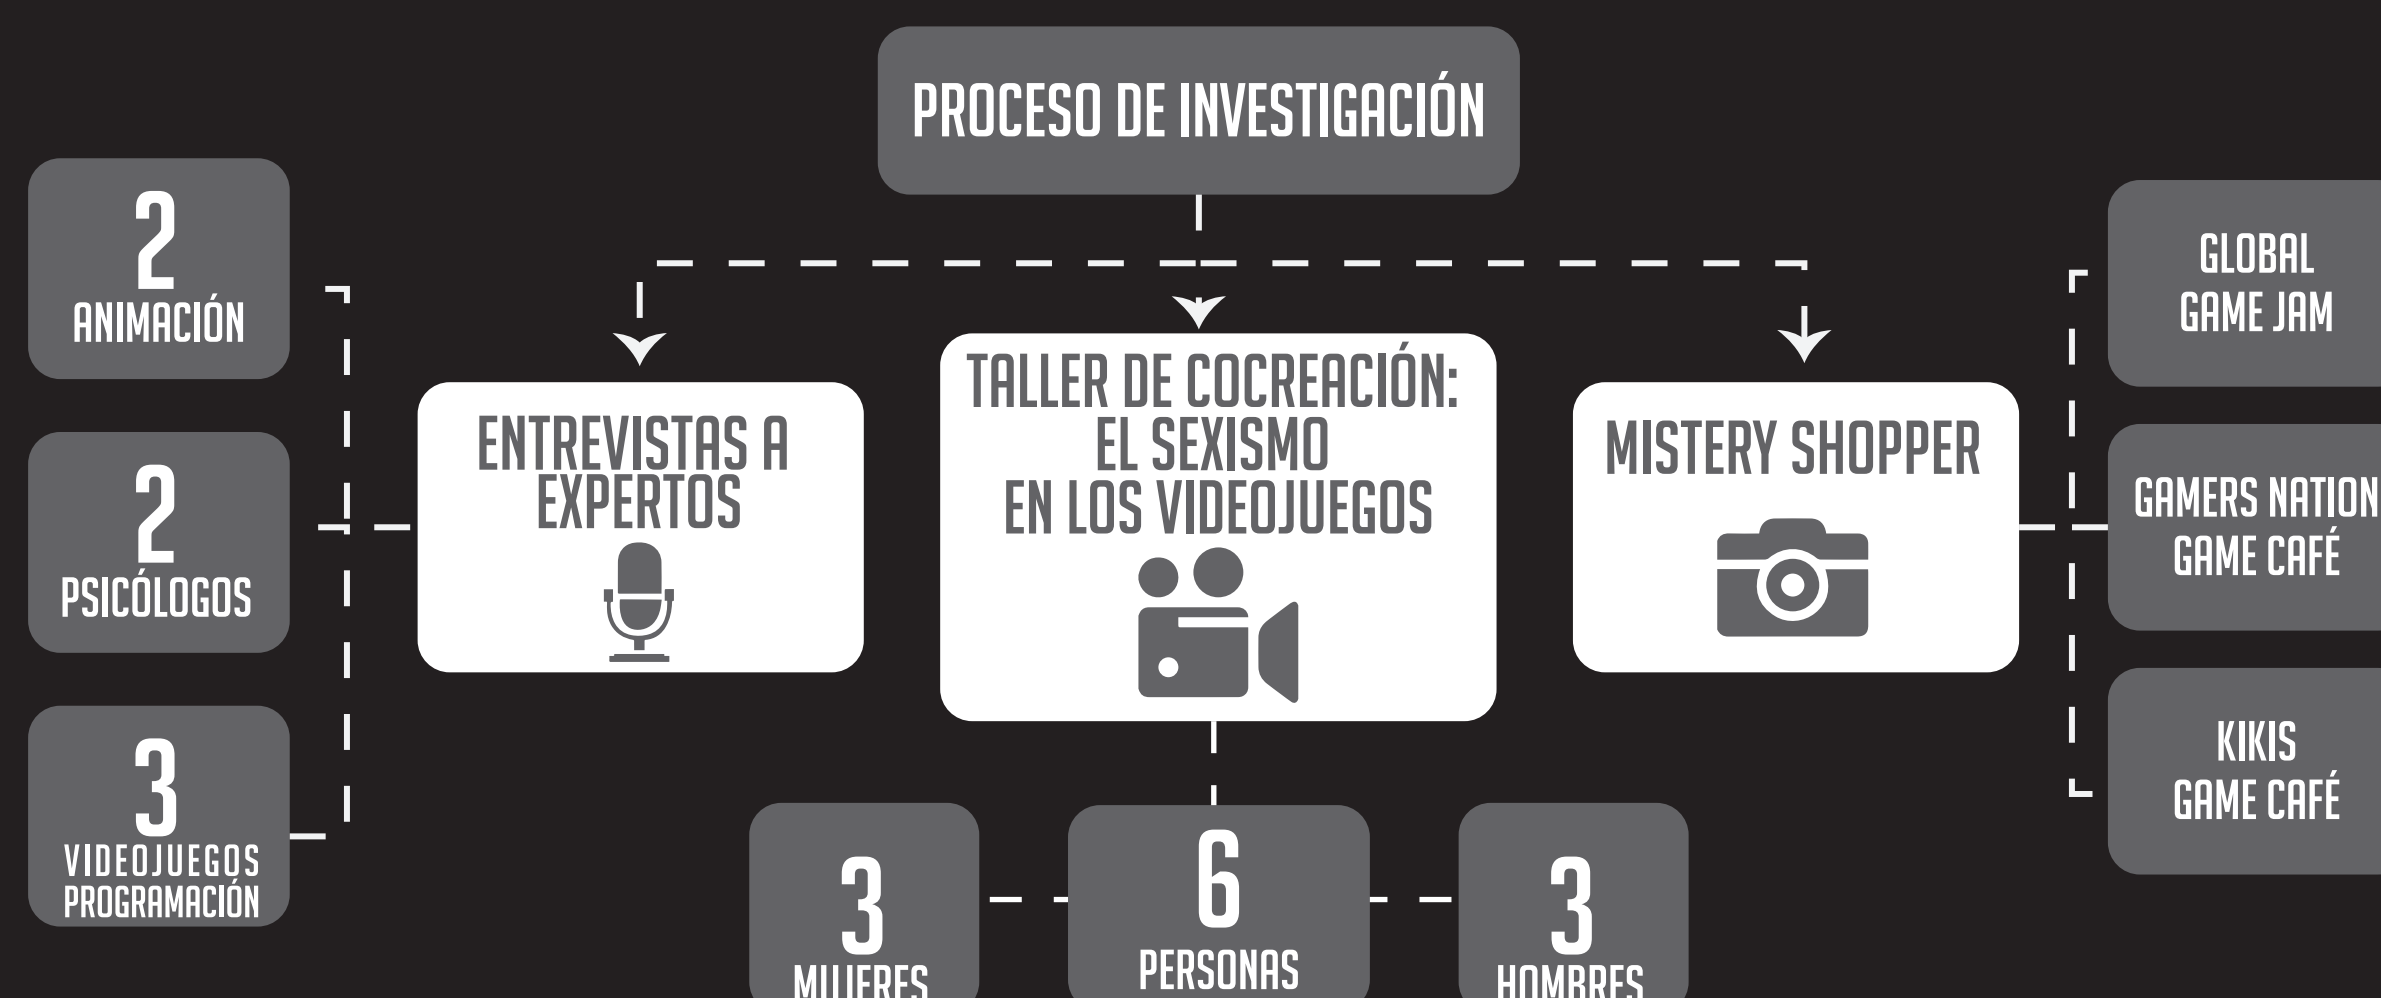 PROCESO DE INVESTIGACIÓN
2
ANIMACIÓN
2
PSICÓLOGOS
3
VIDEOJUEGOS
PROGRAMACIÓN
ENTREVISTAS A
EXPERTOS
TALLER DE COCREACIÓN:
EL SEXISMO
EN LOS VIDEOJUEGOS
3
MUJERES
6
PERSONAS
3
HOMBRES
MISTERY SHOPPER
GLOBAL
GAME JAM
GAMERS NATION
GAME CAFÉ
KIKIS
GAME CAFÉ